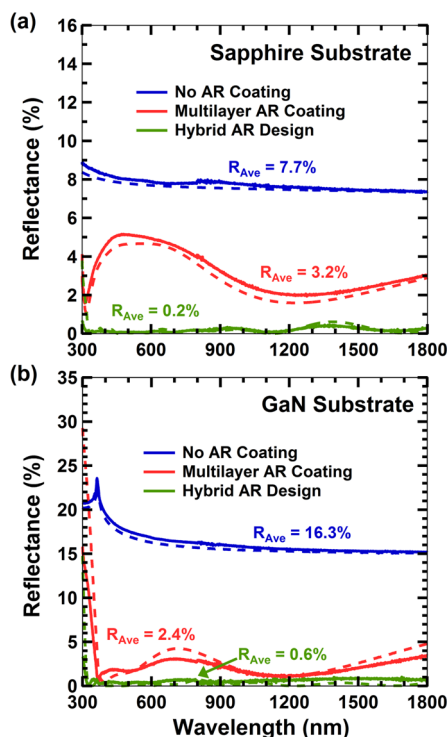 (a)
16
14
12
10
8
6
4
2
0
Reflectance (%)
Sapphire Substrate
No AR Coating
Multilayer AR Coating
Hybrid AR Design
RAve = 7.7%
RAve = 3.2%
RAve = 0.2%
300 600 900 1200 1500 1800
(b)
35
30
25
20
15
10
5
0
Reflectance (%)
GaN Substrate
No AR Coating
Multilayer AR Coating
Hybrid AR Design
RAve = 16.3%
RAve = 2.4%
RAve = 0.6%
300 600 900 1200 1500 1800
Wavelength (nm)